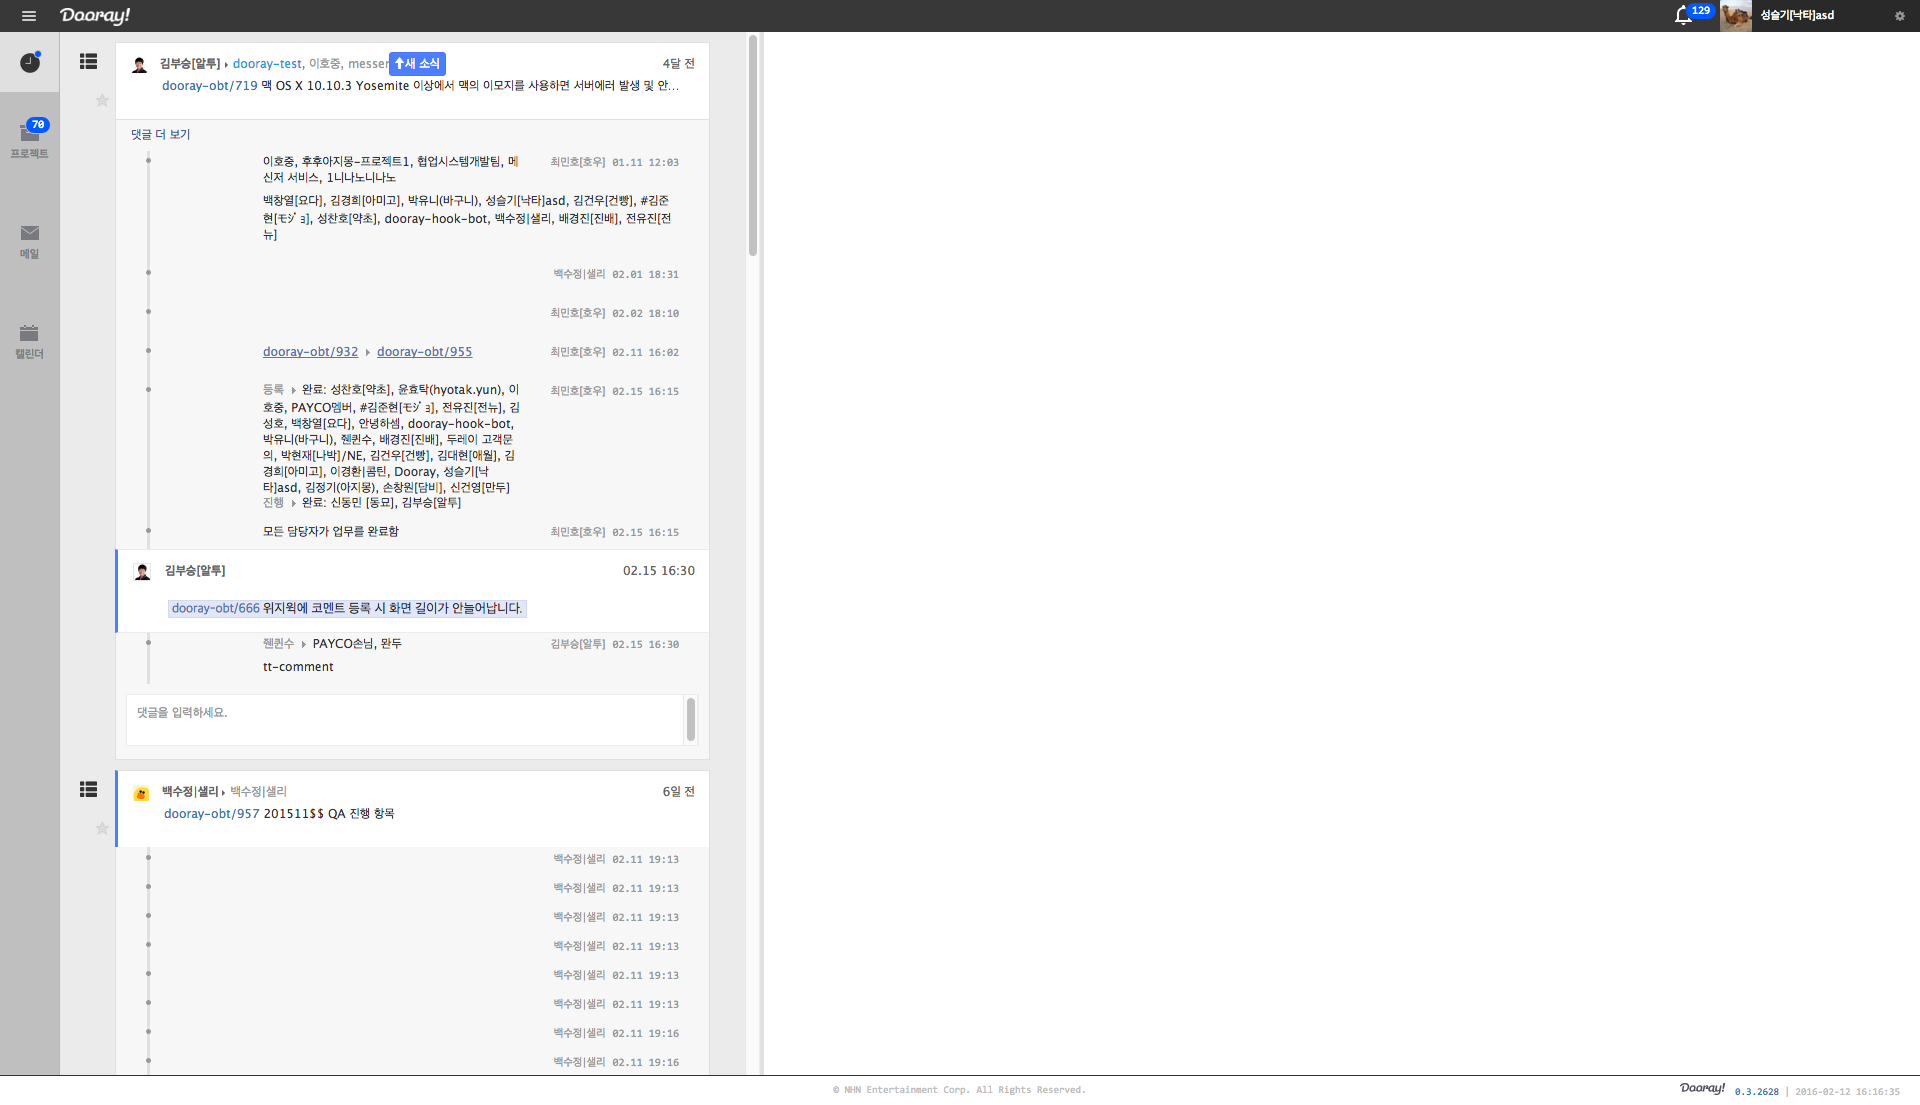 Dooray!
129
성슬기[낙타]asd
70
프로젝트
메일
캘린더
김부승[알투] dooray-test, 이호중, messer
새 소식
4달 전
dooray-obt/719 맥 OS X 10.10.3 Yosemite 이상에서 맥의 이모지를 사용하면 서버에러 발생 및 안...
댓글 더 보기
이호중, 후후아지몽-프로젝트1, 협업시스템개발팀, 메
신저 서비스, 1니나노니나노
최민호[호우] 01.11 12:03
백창열[요다], 김경희[아미고], 박유니(바구니), 성슬기[낙타]asd, 김건우[건빵], #김준
현[모지ョ], 성찬호[약초], dooray-hook-bot, 백수정|샐리, 배경진[진배], 전유진[전
뉴]
백수정|샐리 02.01 18:31
최민호[호우] 02.02 18:10
dooray-obt/932 dooray-obt/955
최민호[호우] 02.11 16:02
등록 완료: 성찬호[약초], 윤효탁(hyotak.yun), 이
호중, PAYCO멤버, #김준현[モジョ], 전유진[전뉴], 김
성호, 백창열[요다], 안녕하셈, dooray-hook-bot,
박유니(바구니), 쮄퀸수, 배경진[진배], 두레이 고객문
의, 박현재[나박]/NE, 김건우[건빵], 김대현[애월], 김
경희[아미고], 이경환|콤틴, Dooray, 성슬기[낙
타]asd, 김정기(아지몽), 손창원[담비], 신건영[만두]
진행 완료: 신동민 [동묘], 김부승[알투]
최민호[호우] 02.15 16:15
모든 담당자가 업무를 완료함
최민호[호우] 02.15 16:15
김부승[알투]
02.15 16:30
dooray-obt/666 위지윅에 코멘트 등록 시 화면 길이가 안늘어납니다.
쮄퀸수 PAYCO손님, 완두
김부승[알투] 02.15 16:30
tt-comment
댓글을 입력하세요.
백수정|샐리 백수정|샐리
6일 전
dooray-obt/957 201511$$ QA 진행 항목
백수정|샐리 02.11 19:13
백수정|샐리 02.11 19:13
백수정|샐리 02.11 19:13
백수정|샐리 02.11 19:13
백수정|샐리 02.11 19:13
백수정|샐리 02.11 19:13
백수정|샐리 02.11 19:16
백수정|샐리 02.11 19:16
© NHN Entertainment Corp. All Rights Reserved.
Dooray! 0.3.2628 | 2016-02-12 16:16:35